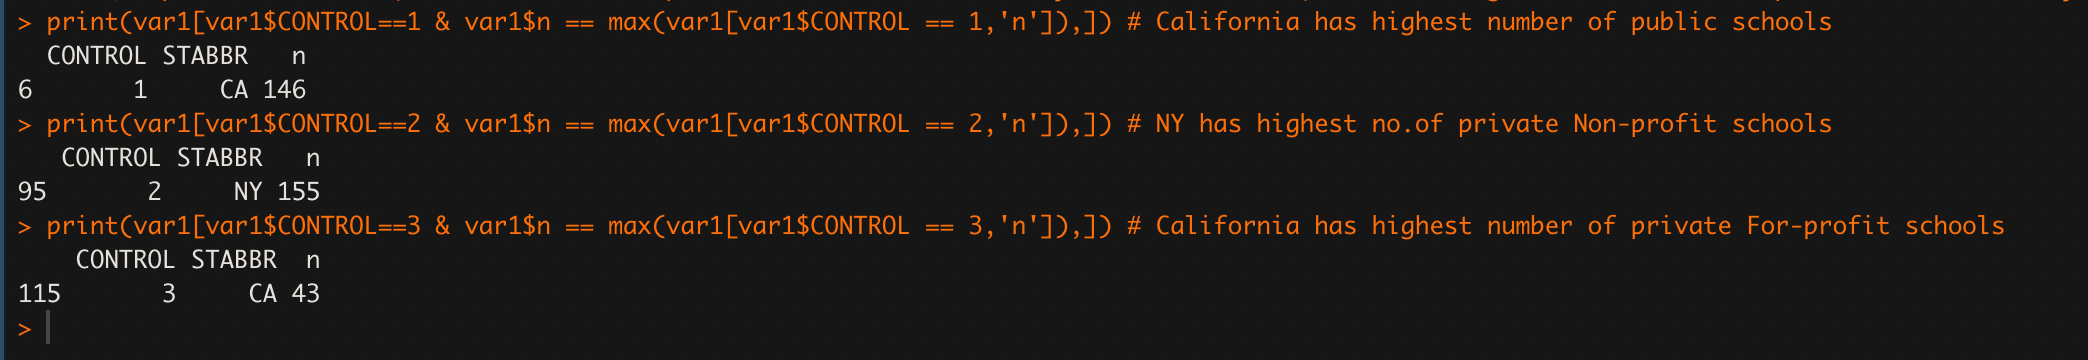 > print(var1[var1$CONTROL==1 & var1$n == max(var1[var1$CONTROL == 1,'n']),]) # California has highest number of public schools
  CONTROL STABBR   n
6       1     CA 146
> print(var1[var1$CONTROL==2 & var1$n == max(var1[var1$CONTROL == 2,'n']),]) # NY has highest no.of private Non-profit schools
   CONTROL STABBR   n
95       2     NY 155
> print(var1[var1$CONTROL==3 & var1$n == max(var1[var1$CONTROL == 3,'n']),]) # California has highest number of private For-profit schools
    CONTROL STABBR  n
115       3     CA 43
>